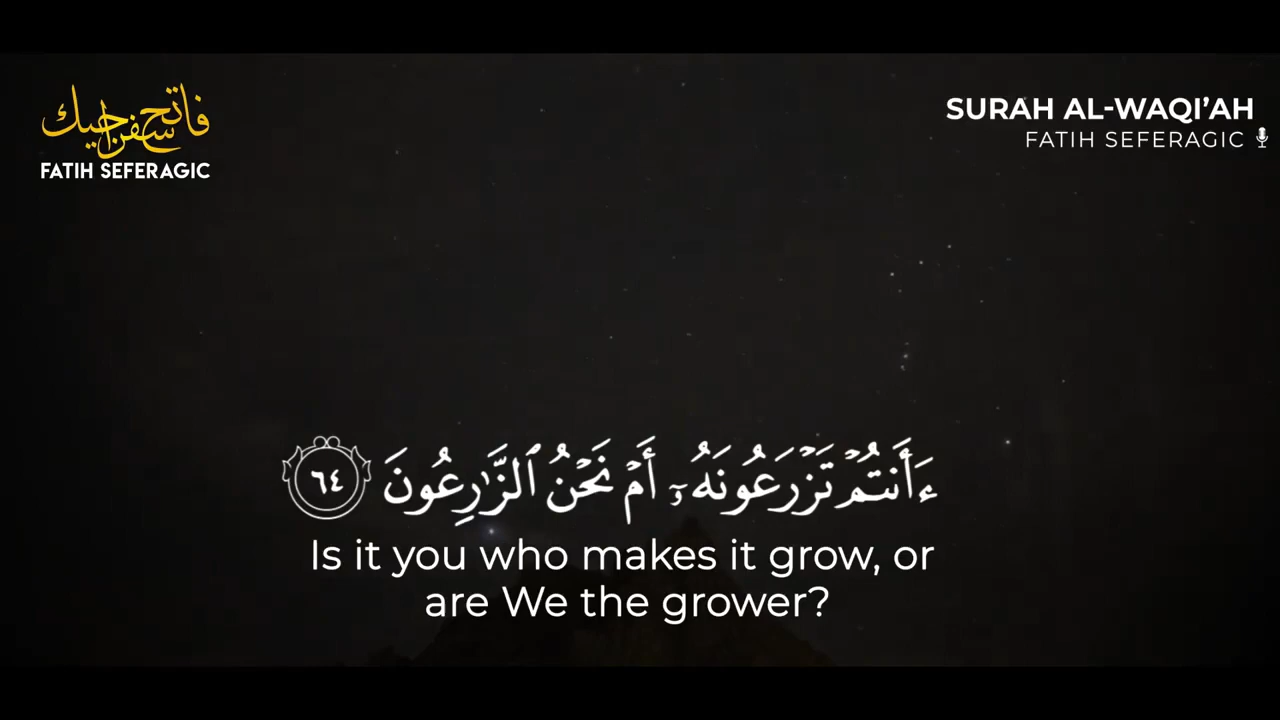 فاتح سفراجيك
FATIH SEFERAGIC
SURAH AL-WAQI’AH
FATIH SEFERAGIC
ءَأَنتُمْ تَزْرَعُونَهُۥٓ أَمْ نَحْنُ ٱلزَّٰرِعُونَ ٦٤
Is it you who makes it grow, or
are We the grower?